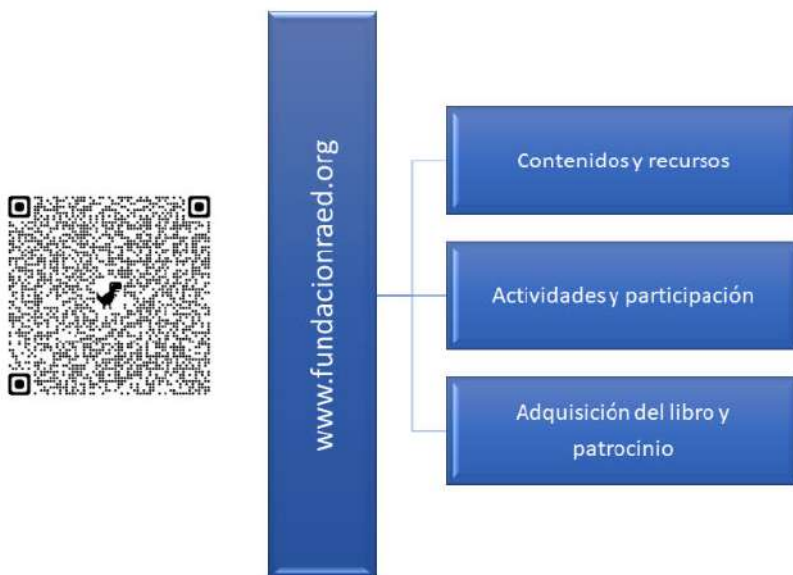 www.fundacionraed.org
Contenidos y recursos
Actividades y participación
Adquisición del libro y
patrocinio